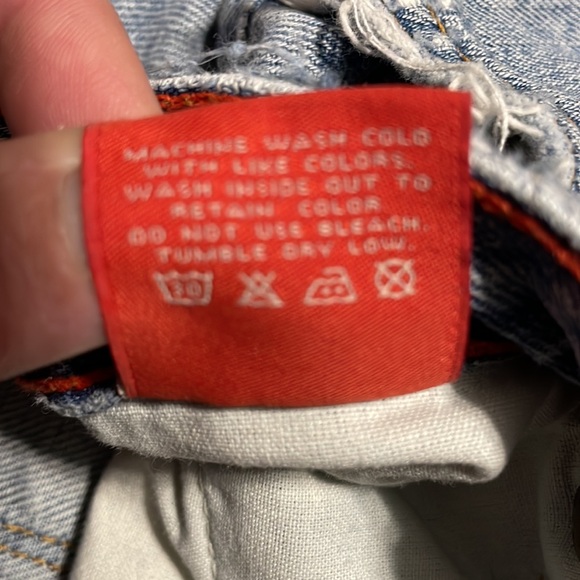 MACHINE WASH COLD
WITH LIKE COLORS.
WASH INSIDE OUT TO
RETAIN COLOR
DO NOT USE BLEACH.
TUMBLE DRY LOW.
30